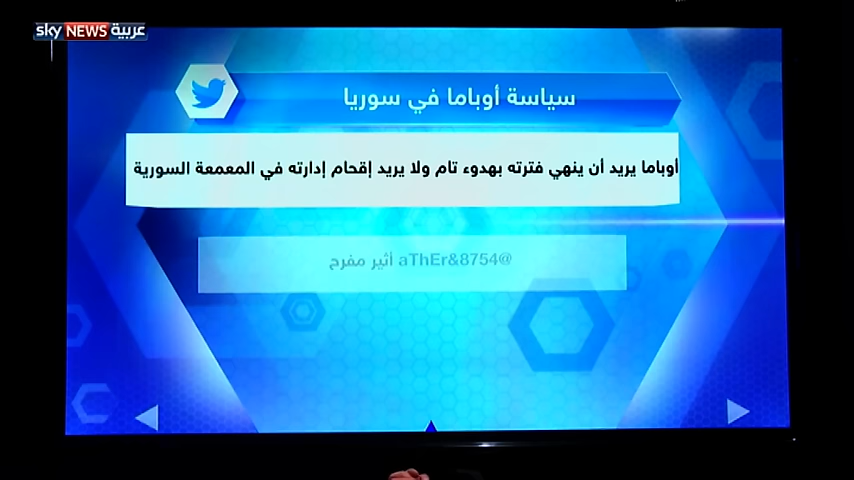 sky NEWS عربية
سياسة أوباما في سوريا
أوباما يريد أن ينهي فترته بهدوء تام ولا يريد إقحام إدارته في المعمعة السورية
@aThEr&8754 أثير مفرح